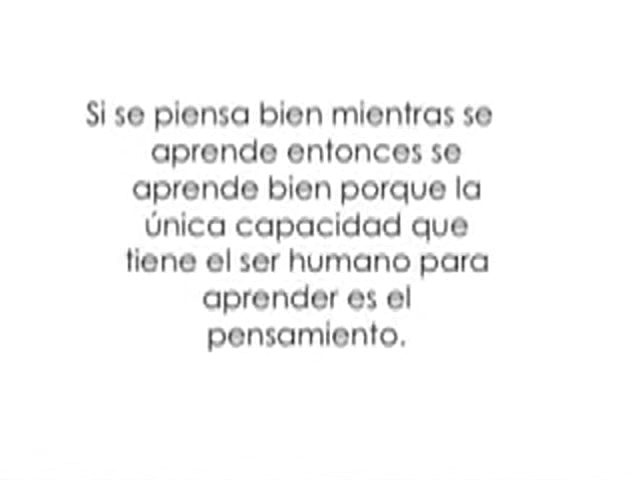 Si se piensa bien mientras se
aprende entonces se
aprende bien porque la
única capacidad que
tiene el ser humano para
aprender es el
pensamiento.